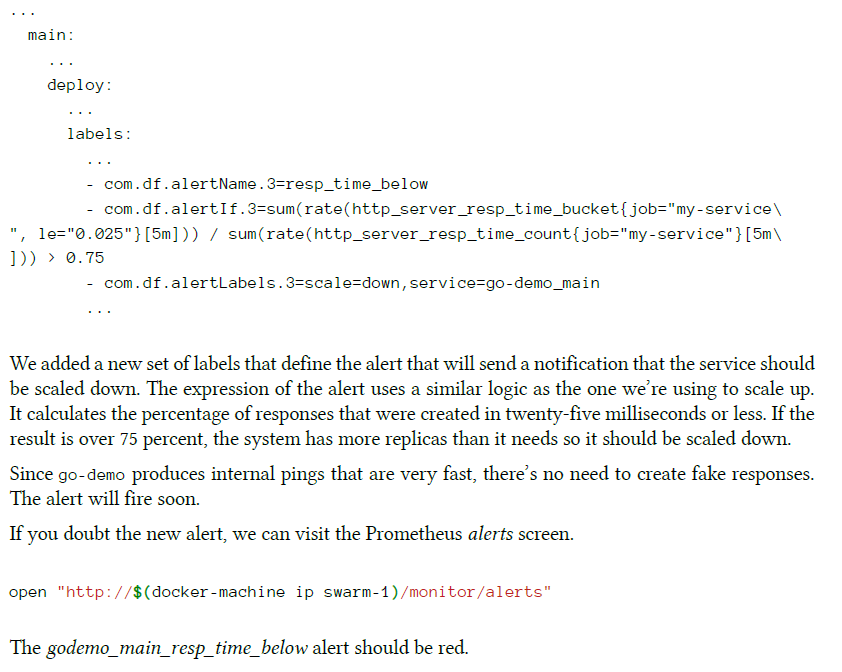 ...
main:
...
deploy:
...
labels:
...
- com.df.alertName.3=resp_time_below
- com.df.alertIf.3=sum(rate(http_server_resp_time_bucket{job="my-service\
", le="0.025"}[5m])) / sum(rate(http_server_resp_time_count{job="my-service"}[5m\
])) > 0.75
- com.df.alertLabels.3=scale=down,service=go-demo_main
...
We added a new set of labels that define the alert that will send a notification that the service should
be scaled down. The expression of the alert uses a similar logic as the one we’re using to scale up.
It calculates the percentage of responses that were created in twenty-five milliseconds or less. If the
result is over 75 percent, the system has more replicas than it needs so it should be scaled down.
Since go-demo produces internal pings that are very fast, there’s no need to create fake responses.
The alert will fire soon.
If you doubt the new alert, we can visit the Prometheus alerts screen.
open "http://$(docker-machine ip swarm-1)/monitor/alerts"
The godemo_main_resp_time_below alert should be red.